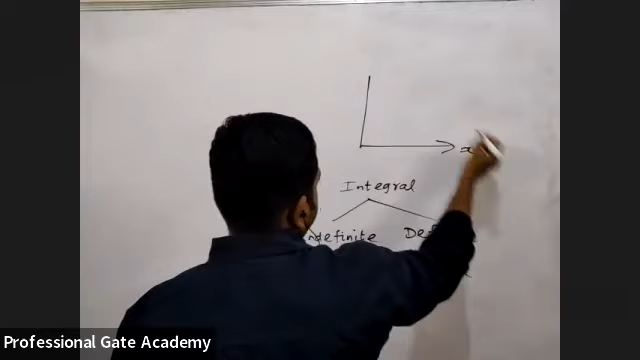 x
Integral
ndefinite Def
Professional Gate Academy